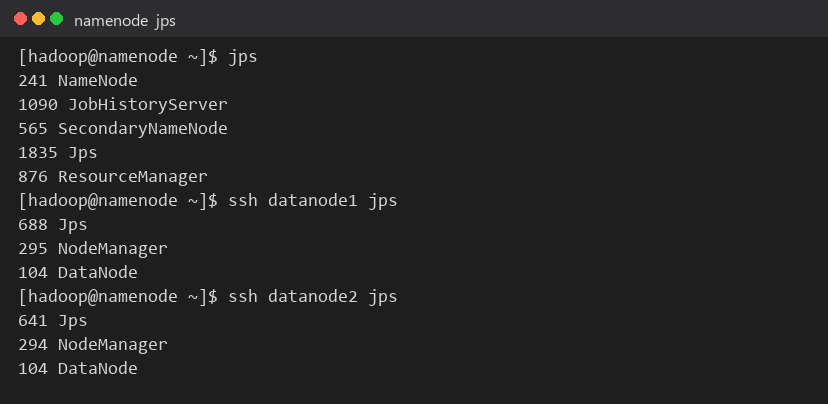 namenode jps
[hadoop@namenode ~]$ jps
241 NameNode
1090 JobHistoryServer
565 SecondaryNameNode
1835 Jps
876 ResourceManager
[hadoop@namenode ~]$ ssh datanode1 jps
688 Jps
295 NodeManager
104 DataNode
[hadoop@namenode ~]$ ssh datanode2 jps
641 Jps
294 NodeManager
104 DataNode